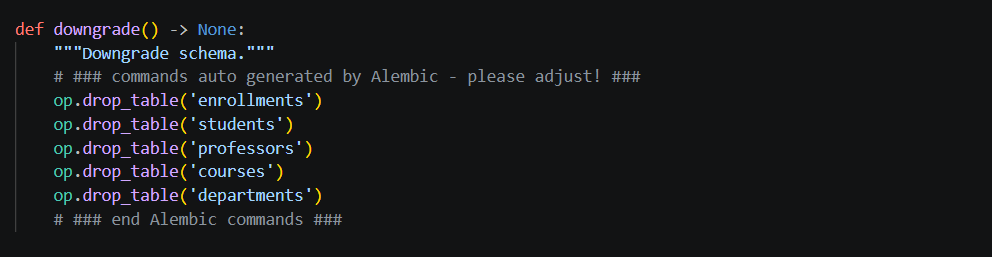 def downgrade() -> None:
    """Downgrade schema."""
    # ### commands auto generated by Alembic - please adjust! ###
    op.drop_table('enrollments')
    op.drop_table('students')
    op.drop_table('professors')
    op.drop_table('courses')
    op.drop_table('departments')
    # ### end Alembic commands ###